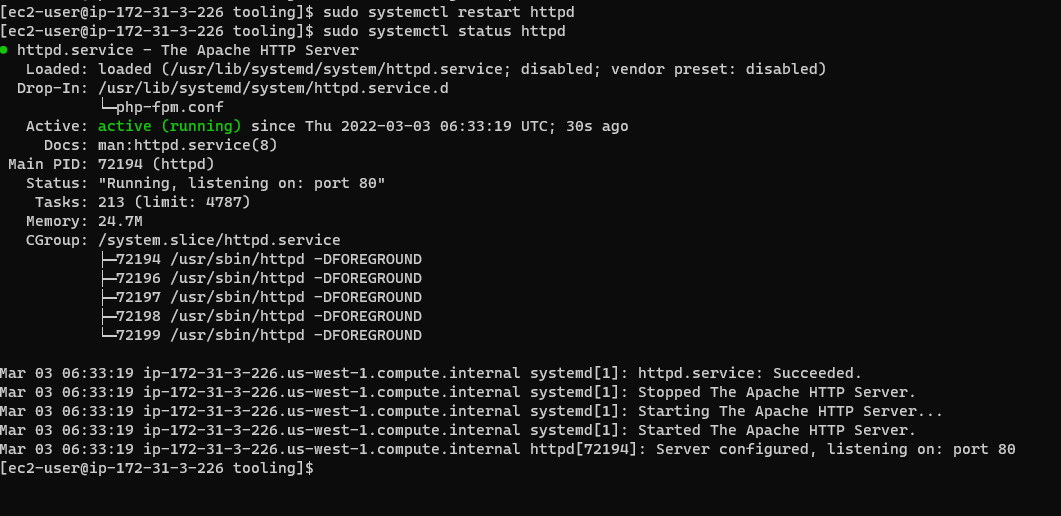 [ec2-user@ip-172-31-3-226 tooling]$ sudo systemctl restart httpd
[ec2-user@ip-172-31-3-226 tooling]$ sudo systemctl status httpd
● httpd.service - The Apache HTTP Server
   Loaded: loaded (/usr/lib/systemd/system/httpd.service; disabled; vendor preset: disabled)
  Drop-In: /usr/lib/systemd/system/httpd.service.d
           └─php-fpm.conf
   Active: active (running) since Thu 2022-03-03 06:33:19 UTC; 30s ago
     Docs: man:httpd.service(8)
 Main PID: 72194 (httpd)
   Status: "Running, listening on: port 80"
    Tasks: 213 (limit: 4787)
   Memory: 24.7M
   CGroup: /system.slice/httpd.service
           ├─72194 /usr/sbin/httpd -DFOREGROUND
           ├─72196 /usr/sbin/httpd -DFOREGROUND
           ├─72197 /usr/sbin/httpd -DFOREGROUND
           ├─72198 /usr/sbin/httpd -DFOREGROUND
           └─72199 /usr/sbin/httpd -DFOREGROUND

Mar 03 06:33:19 ip-172-31-3-226.us-west-1.compute.internal systemd[1]: httpd.service: Succeeded.
Mar 03 06:33:19 ip-172-31-3-226.us-west-1.compute.internal systemd[1]: Stopped The Apache HTTP Server.
Mar 03 06:33:19 ip-172-31-3-226.us-west-1.compute.internal systemd[1]: Starting The Apache HTTP Server...
Mar 03 06:33:19 ip-172-31-3-226.us-west-1.compute.internal systemd[1]: Started The Apache HTTP Server.
Mar 03 06:33:19 ip-172-31-3-226.us-west-1.compute.internal httpd[72194]: Server configured, listening on: port 80
[ec2-user@ip-172-31-3-226 tooling]$